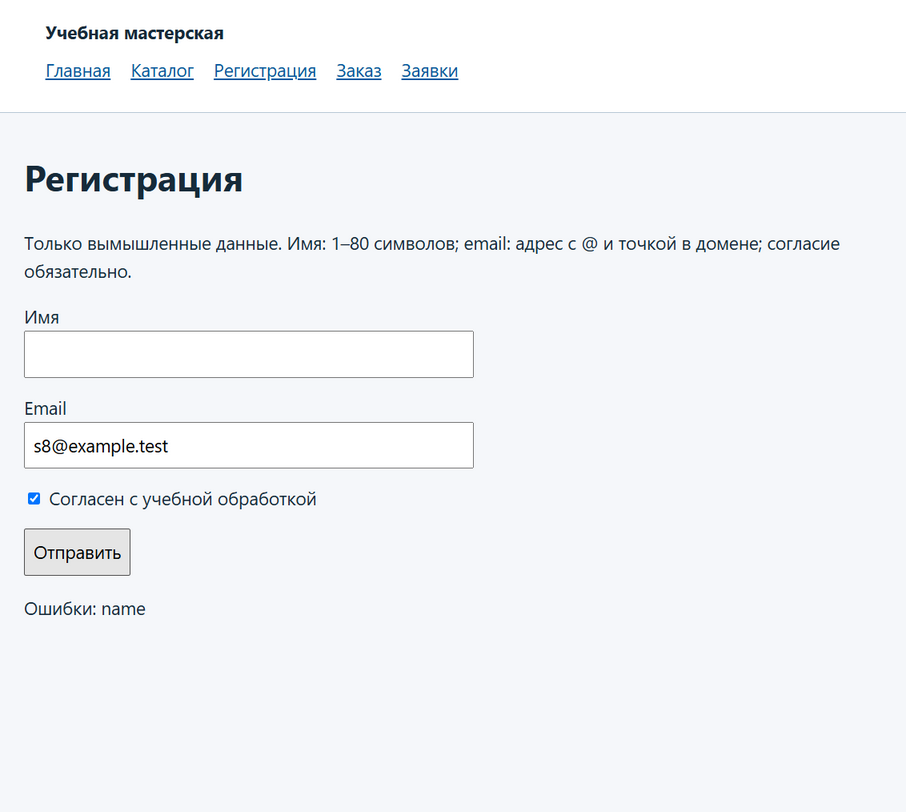 Учебная мастерская
Главная Каталог Регистрация Заказ Заявки
Регистрация
Только вымышленные данные. Имя: 1–80 символов; email: адрес с @ и точкой в домене; согласие
обязательно.
Имя
Email
s8@example.test
Согласен с учебной обработкой
Отправить
Ошибки: name